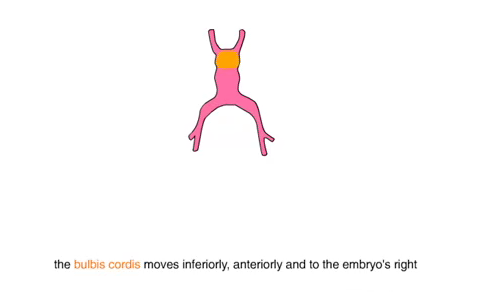 the bulbis cordis moves inferiorly, anteriorly and to the embryo's right